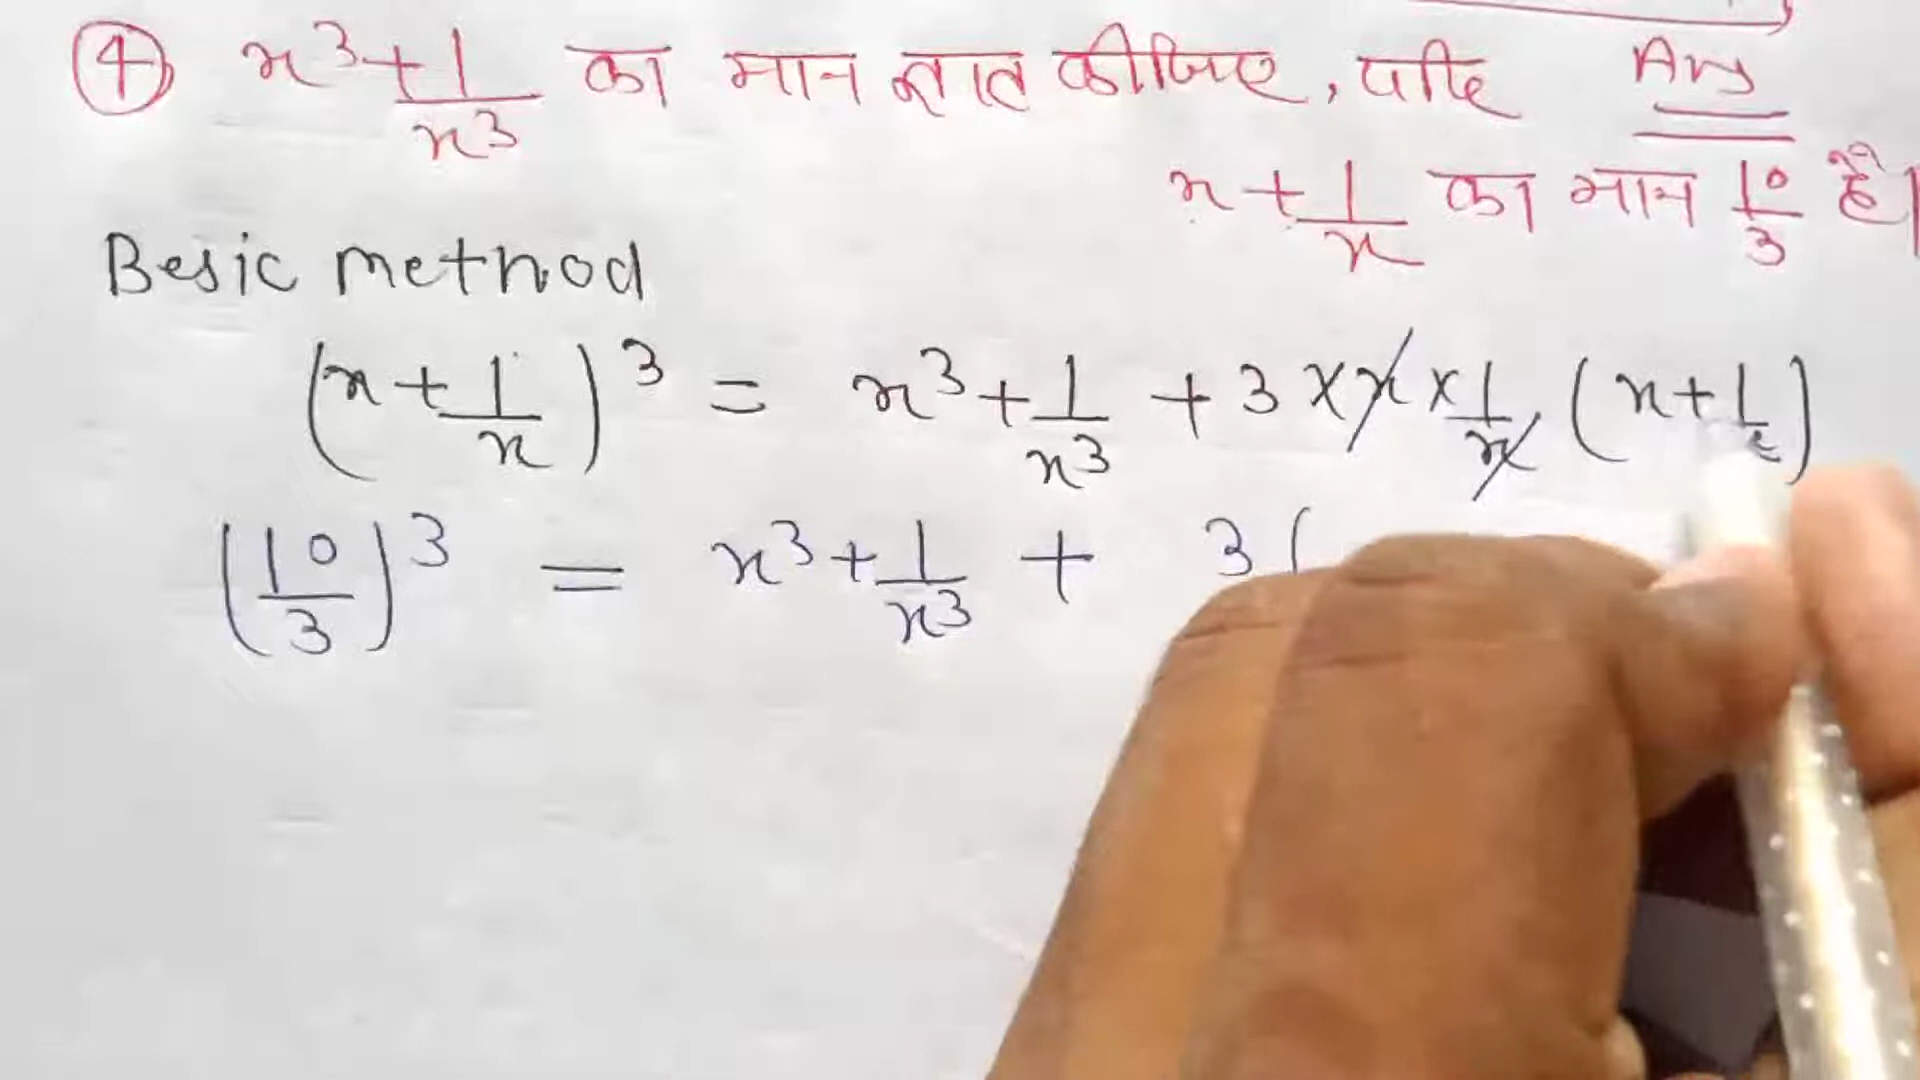 ④ x³ + 1/x³ का मान ज्ञात कीजिए, यदि
Ans
x + 1/x का मान 10/3 है।
Besic method
(x + 1/x)³ = x³ + 1/x³ + 3 × x × 1/x (x + 1/x)
(10/3)³ = x³ + 1/x³ + 3 (